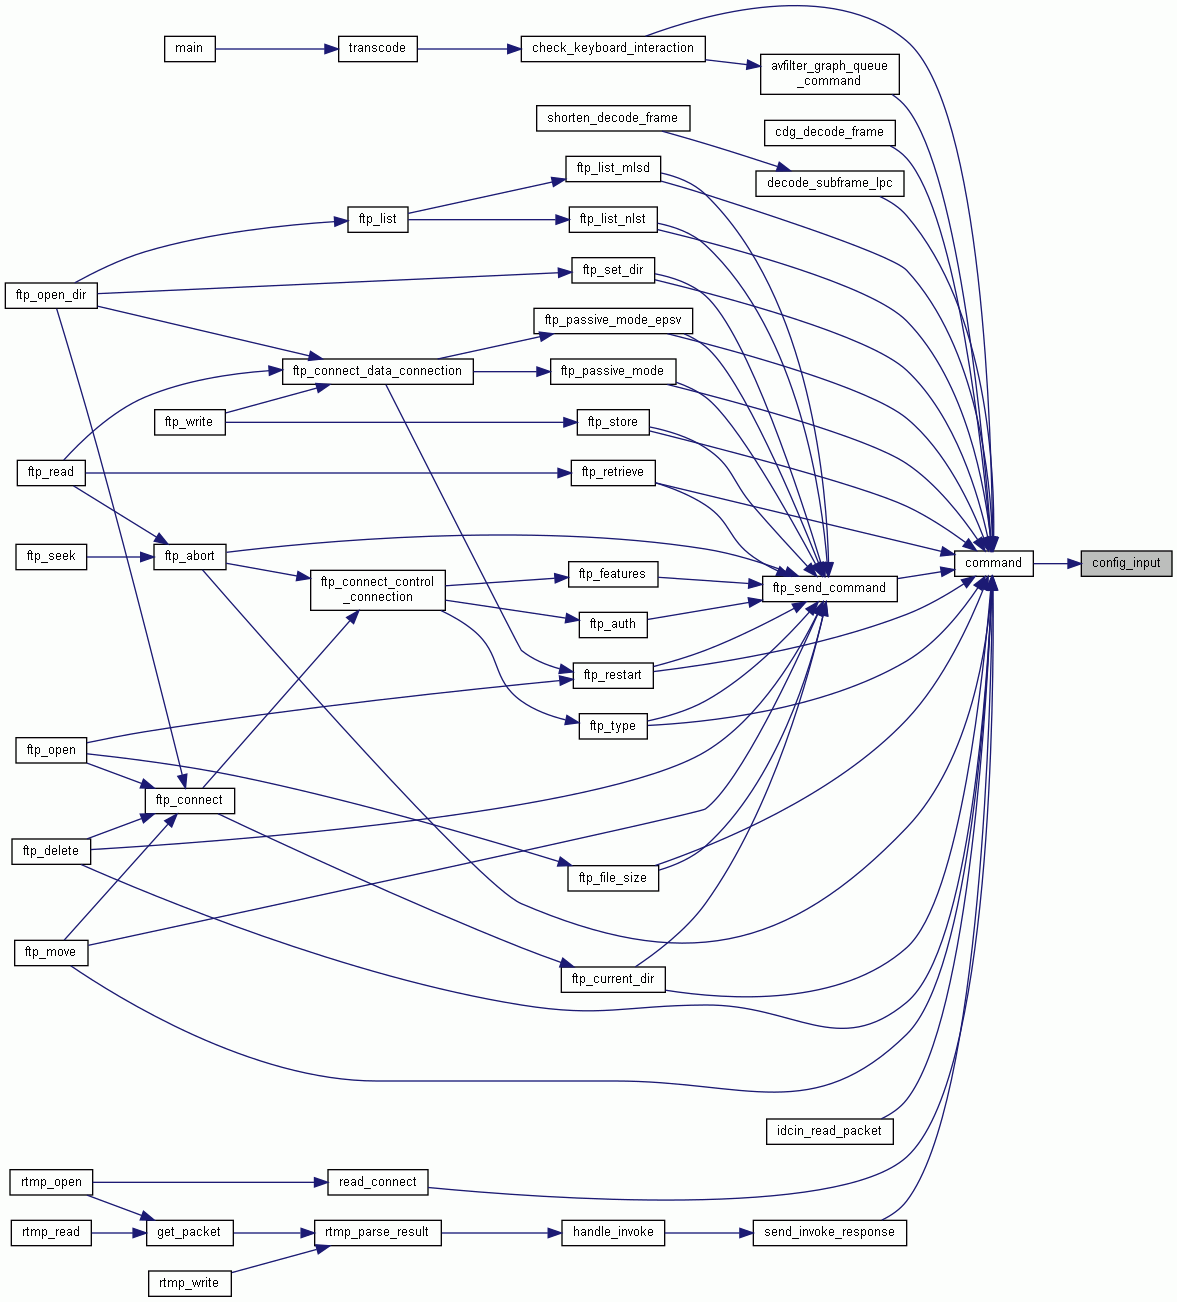 main
transcode
check_keyboard_interaction
avfilter_graph_queue
_command
shorten_decode_frame
cdg_decode_frame
ftp_list_mlsd
decode_subframe_lpc
ftp_list
ftp_list_nlst
ftp_set_dir
ftp_open_dir
ftp_passive_mode_epsv
ftp_connect_data_connection
ftp_passive_mode
ftp_write
ftp_store
ftp_read
ftp_retrieve
ftp_seek
ftp_abort
command
config_input
ftp_connect_control
_connection
ftp_features
ftp_send_command
ftp_auth
ftp_restart
ftp_type
ftp_open
ftp_connect
ftp_delete
ftp_file_size
ftp_move
ftp_current_dir
idcin_read_packet
rtmp_open
read_connect
rtmp_read
get_packet
rtmp_parse_result
handle_invoke
send_invoke_response
rtmp_write